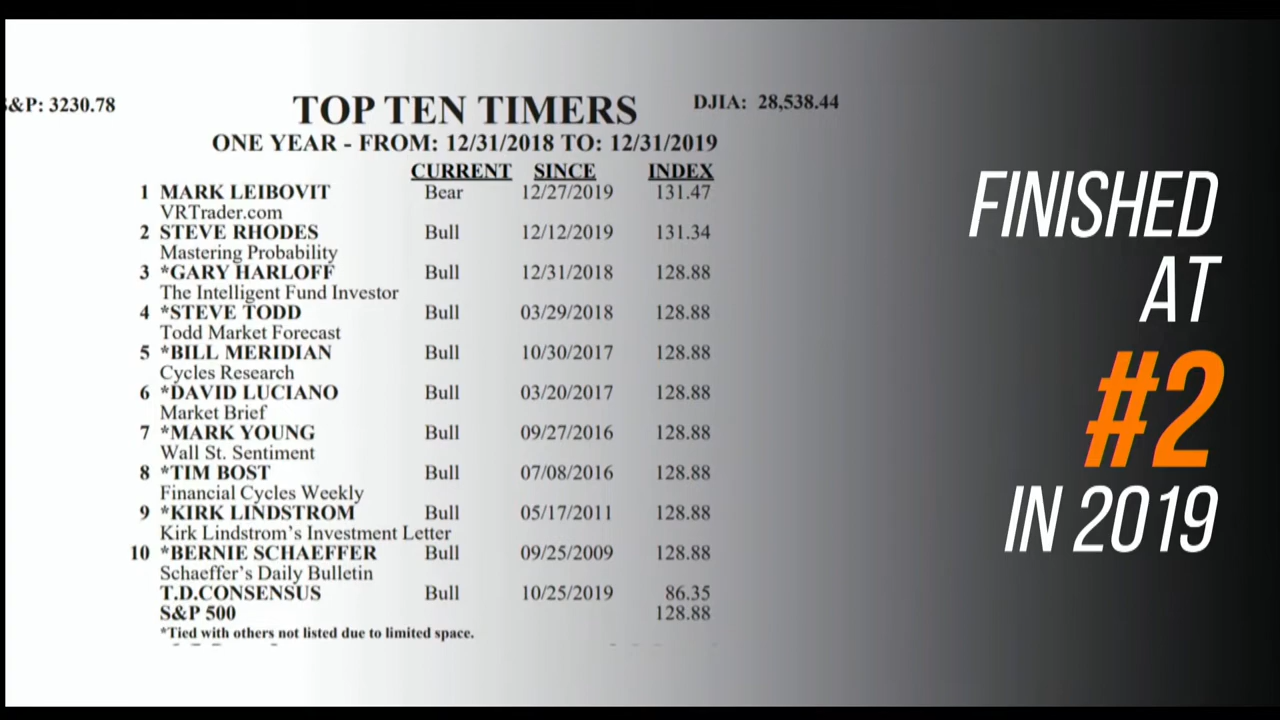 S&P: 3230.78
TOP TEN TIMERS
DJIA: 28,538.44
ONE YEAR - FROM: 12/31/2018 TO: 12/31/2019
CURRENT SINCE INDEX
1 MARK LEIBOVIT Bear 12/27/2019 131.47
VRTrader.com
2 STEVE RHODES Bull 12/12/2019 131.34
Mastering Probability
3 *GARY HARLOFF Bull 12/31/2018 128.88
The Intelligent Fund Investor
4 *STEVE TODD Bull 03/29/2018 128.88
Todd Market Forecast
5 *BILL MERIDIAN Bull 10/30/2017 128.88
Cycles Research
6 *DAVID LUCIANO Bull 03/20/2017 128.88
Market Brief
7 *MARK YOUNG Bull 09/27/2016 128.88
Wall St. Sentiment
8 *TIM BOST Bull 07/08/2016 128.88
Financial Cycles Weekly
9 *KIRK LINDSTROM Bull 05/17/2011 128.88
Kirk Lindstrom's Investment Letter
10 *BERNIE SCHAEFFER Bull 09/25/2009 128.88
Schaeffer's Daily Bulletin
T.D.CONSENSUS Bull 10/25/2019 86.35
S&P 500 128.88
*Tied with others not listed due to limited space.
FINISHED
AT
#2
IN 2019